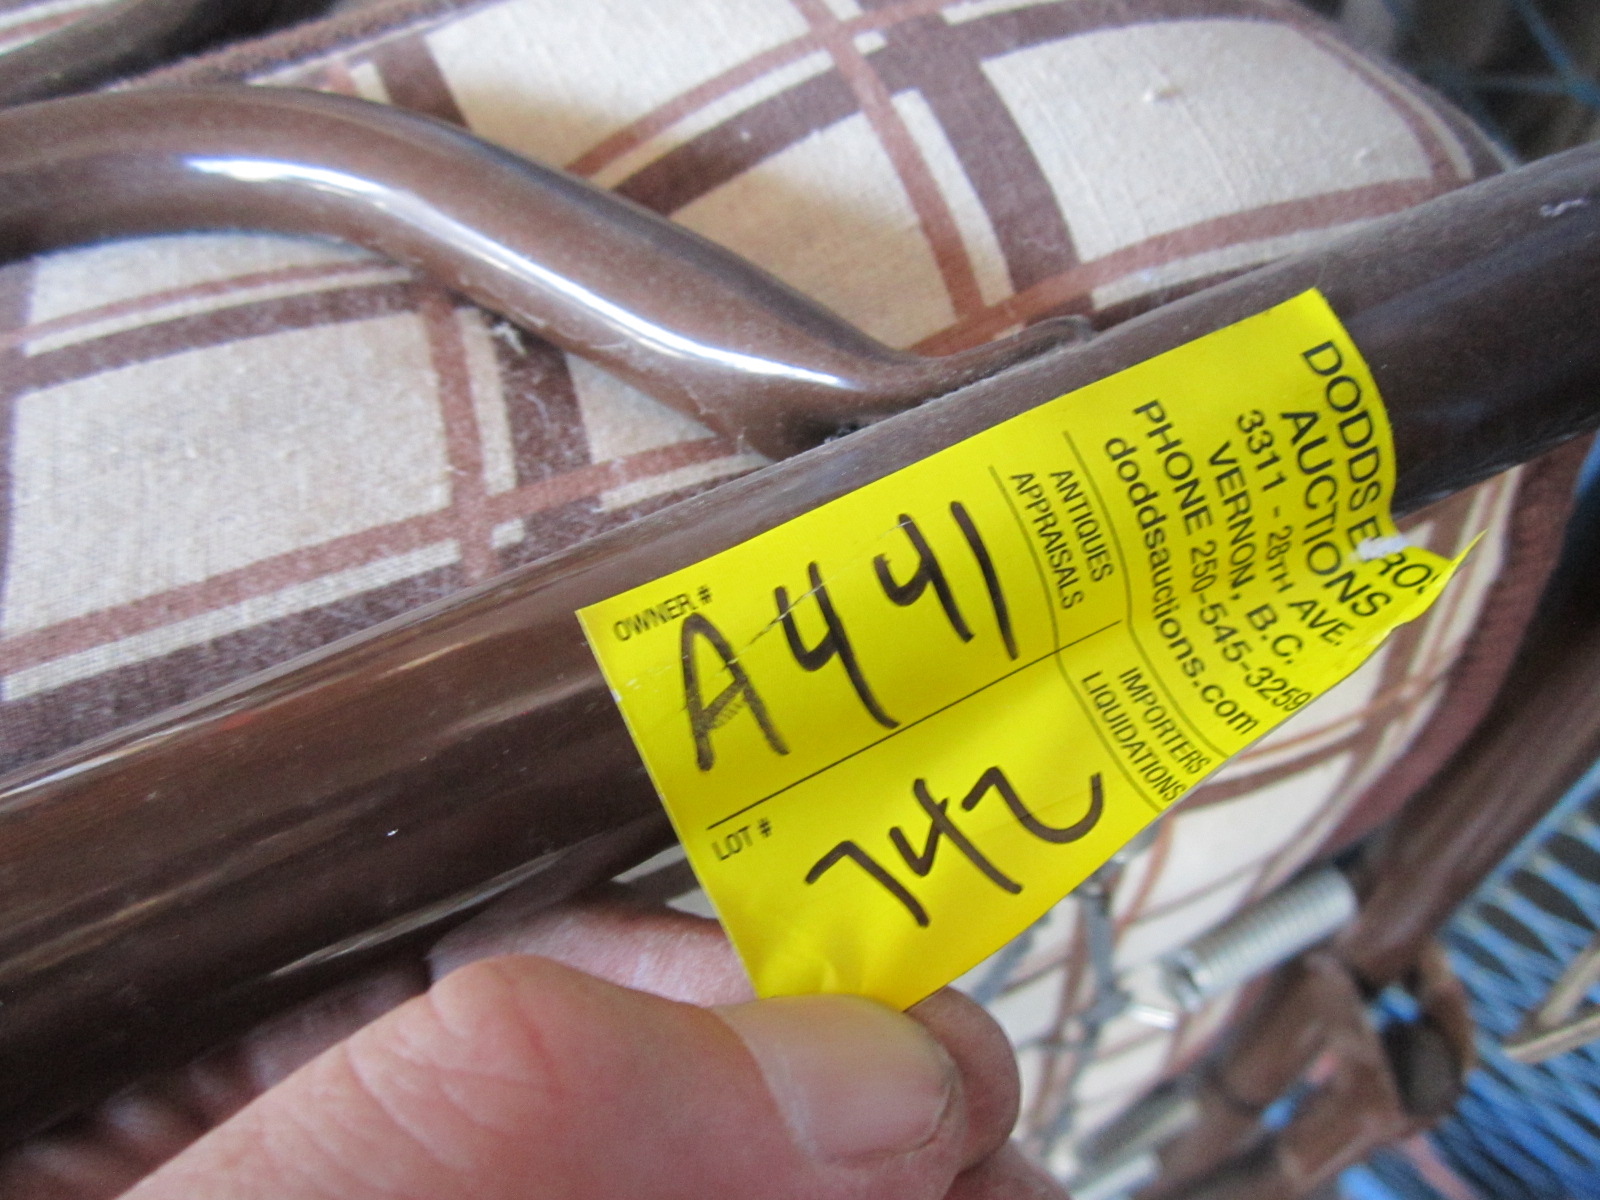 DODDS BROS
AUCTIONS
3311 - 28TH AVE.
VERNON, B.C.
PHONE 250-545-3259
doddsauctions.com
ANTIQUES
APPRAISALS
IMPORTERS
LIQUIDATIONS
OWNER #
A441
LOT #
742